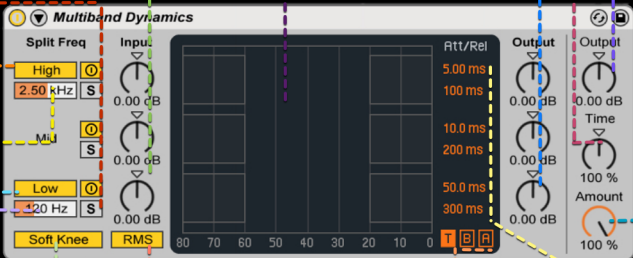 Multiband Dynamics
Split Freq Input Att/Rel Output Output
High 0.00 dB 5.00 ms 0.00 dB 0.00 dB
2.50 kHz S 100 ms
Mid S 0.00 dB 10.0 ms 0.00 dB Time
200 ms 100 %
Low 50.0 ms Amount
120 Hz S 0.00 dB 300 ms 0.00 dB
Soft Knee RMS 80 70 60 50 40 30 20 10 0 T B A 100 %